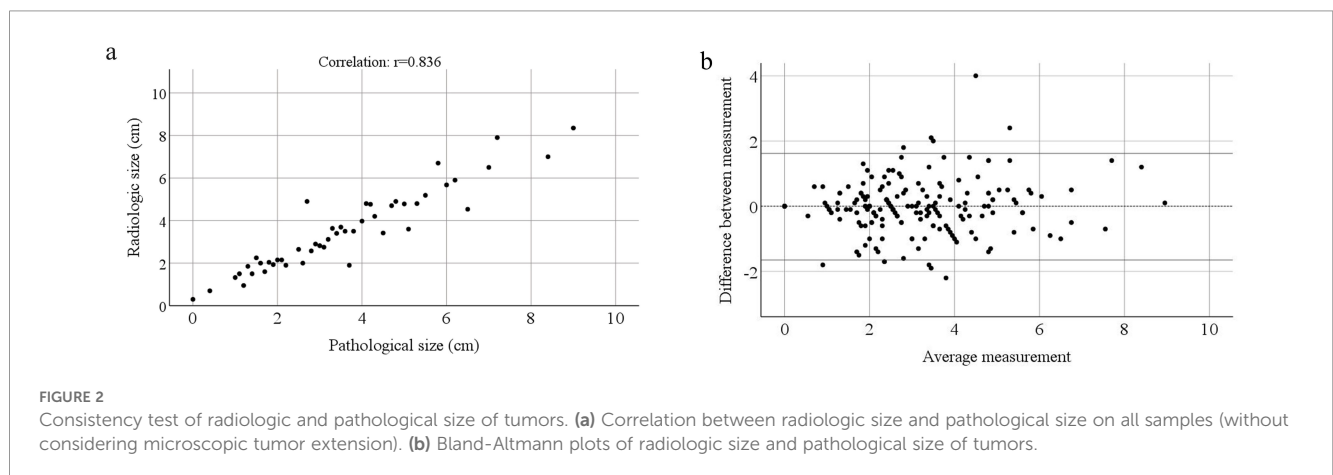 a
Correlation: r=0.836
Radiologic size (cm)
10
8
6
4
2
0
0 2 4 6 8 10
Pathological size (cm)
b
Difference between measurement
4
2
0
-2
0 2 4 6 8 10
Average measurement
FIGURE 2
Consistency test of radiologic and pathological size of tumors. (a) Correlation between radiologic size and pathological size on all samples (without
considering microscopic tumor extension). (b) Bland-Altmann plots of radiologic size and pathological size of tumors.